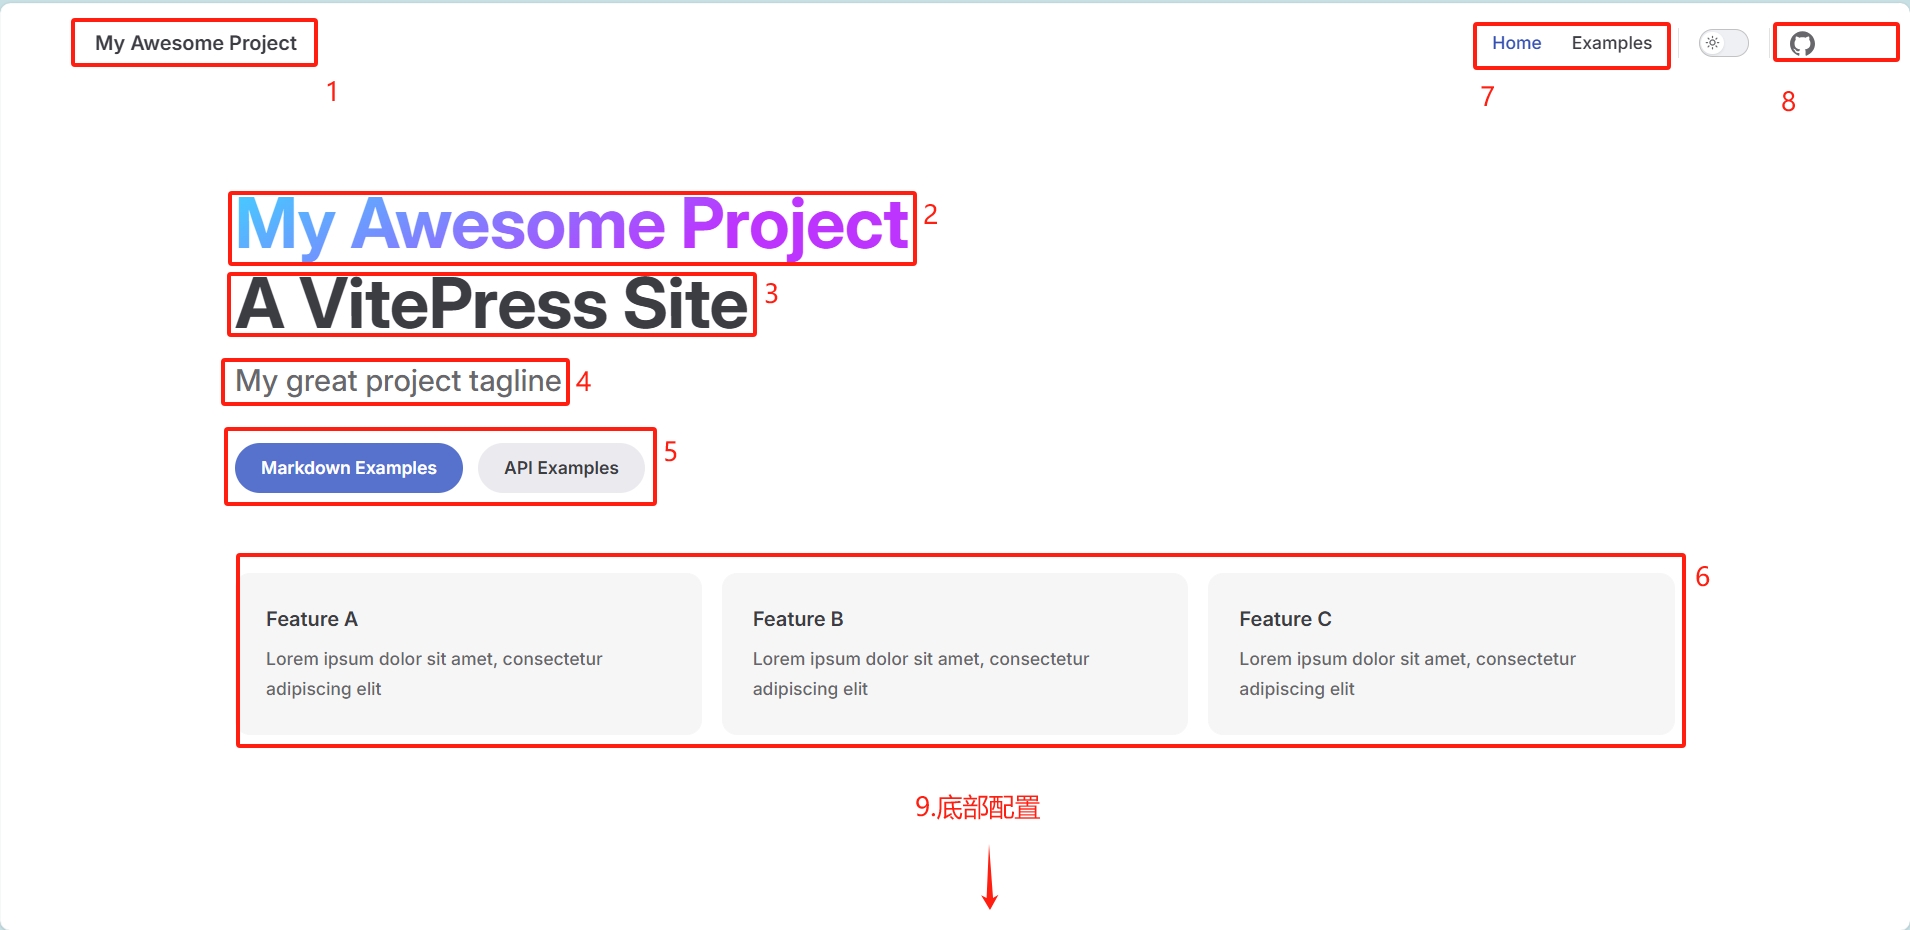 My Awesome Project
1
Home Examples
7
8
My Awesome Project
2
A VitePress Site
3
My great project tagline
4
Markdown Examples API Examples
5
6
Feature A
Lorem ipsum dolor sit amet, consectetur
adipiscing elit
Feature B
Lorem ipsum dolor sit amet, consectetur
adipiscing elit
Feature C
Lorem ipsum dolor sit amet, consectetur
adipiscing elit
9.底部配置